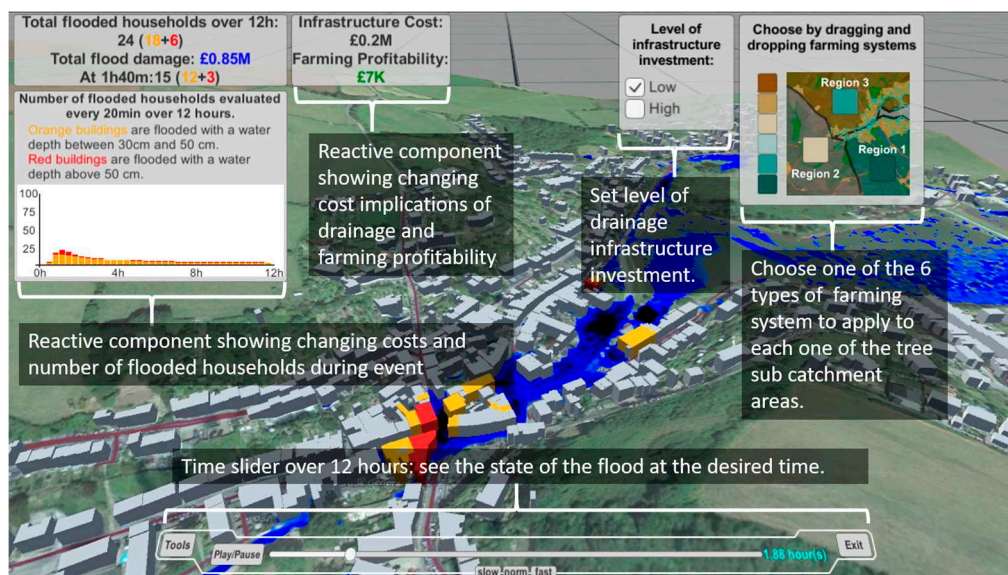 Total flooded households over 12h:
24 (18+6)
Total flood damage: £0.85M
At 1h40m:15 (12+3)
Infrastructure Cost:
£0.2M
Farming Profitability:
£7K
Level of
infrastructure
investment:
Low
High
Choose by dragging and
dropping farming systems
Region 3
Region 1
Region 2
Number of flooded households evaluated
every 20min over 12 hours.
Orange buildings are flooded with a water
depth between 30cm and 50 cm.
Red buildings are flooded with a water
depth above 50 cm.
100
75
50
25
0h
4h
8h
12h
Reactive component
showing changing
cost implications of
drainage and
farming profitability
Set level of
drainage
infrastructure
investment.
Choose one of the 6
types of farming
system to apply to
each one of the tree
sub catchment
areas.
Reactive component showing changing costs and
number of flooded households during event
Time slider over 12 hours: see the state of the flood at the desired time.
Tools
Play/Pause
1.88 hour(s)
Exit
slow norm fast